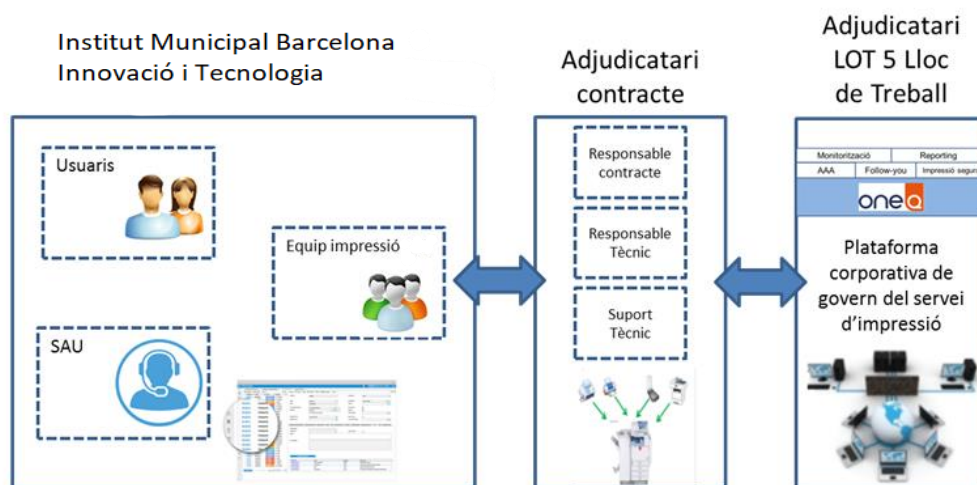 Institut Municipal Barcelona
Innovació i Tecnologia
Adjudicatari
contracte
Adjudicatari
LOT 5 Lloc
de Treball
Usuaris
Equip impressió
SAU
Responsable
contracte
Responsable
Tècnic
Suport
Tècnic
Monitorització
Reporting
AAA
Follow-you
Impressió segura
oneQ
Plataforma
corporativa de
govern del servei
d'impressió